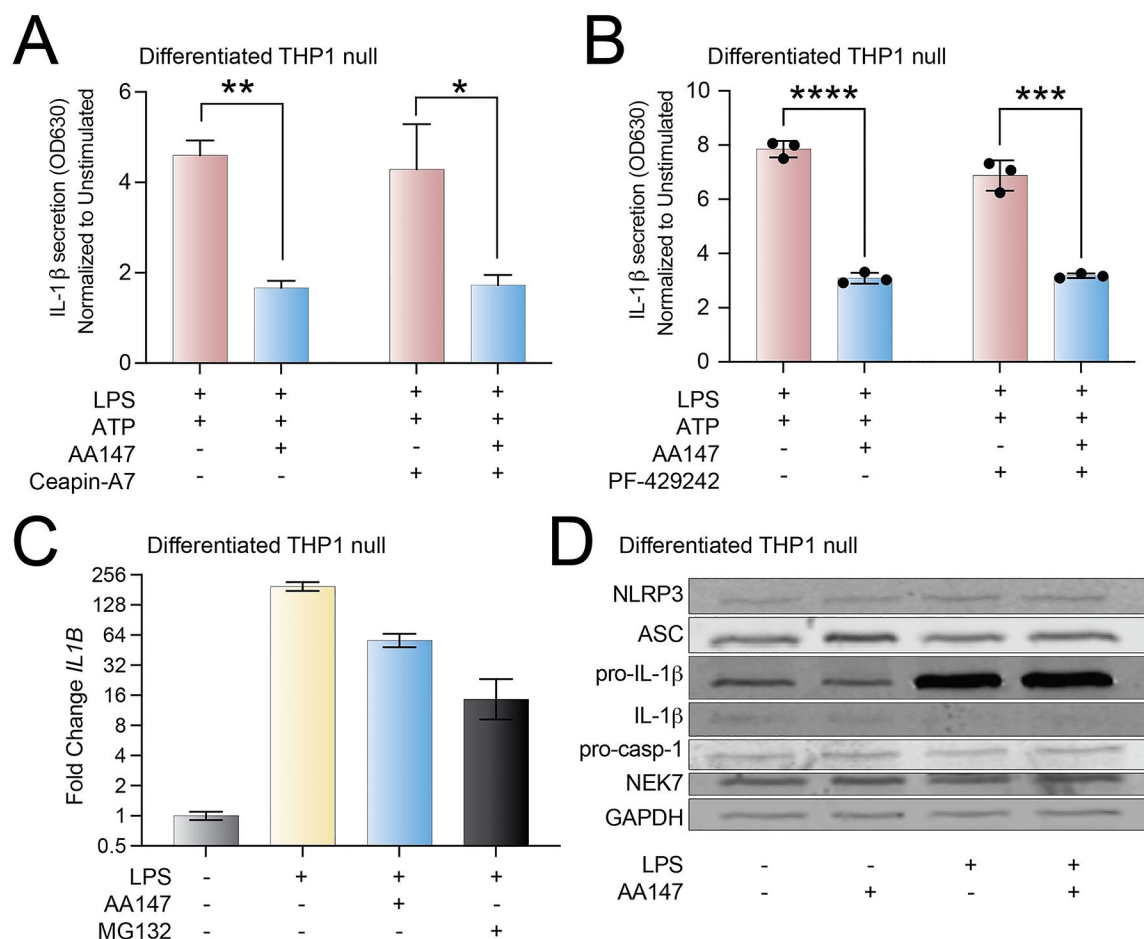 A
Differentiated THP1 null
IL-1β secretion (OD630)
Normalized to Unstimulated
6
4
2
0
**
*
LPS + + + +
ATP + + + +
AA147 - + - +
Ceapin-A7 - - + +
B
Differentiated THP1 null
IL-1β secretion (OD630)
Normalized to Unstimulated
10
8
6
4
2
0
****
***
LPS + + + +
ATP + + + +
AA147 - + - +
PF-429242 - - + +
C
Differentiated THP1 null
Fold Change IL1B
256
128
64
32
16
8
4
2
1
0.5
LPS - + + +
AA147 - - + -
MG132 - - - +
D
Differentiated THP1 null
NLRP3
ASC
pro-IL-1β
IL-1β
pro-casp-1
NEK7
GAPDH
LPS - - + +
AA147 - + - +